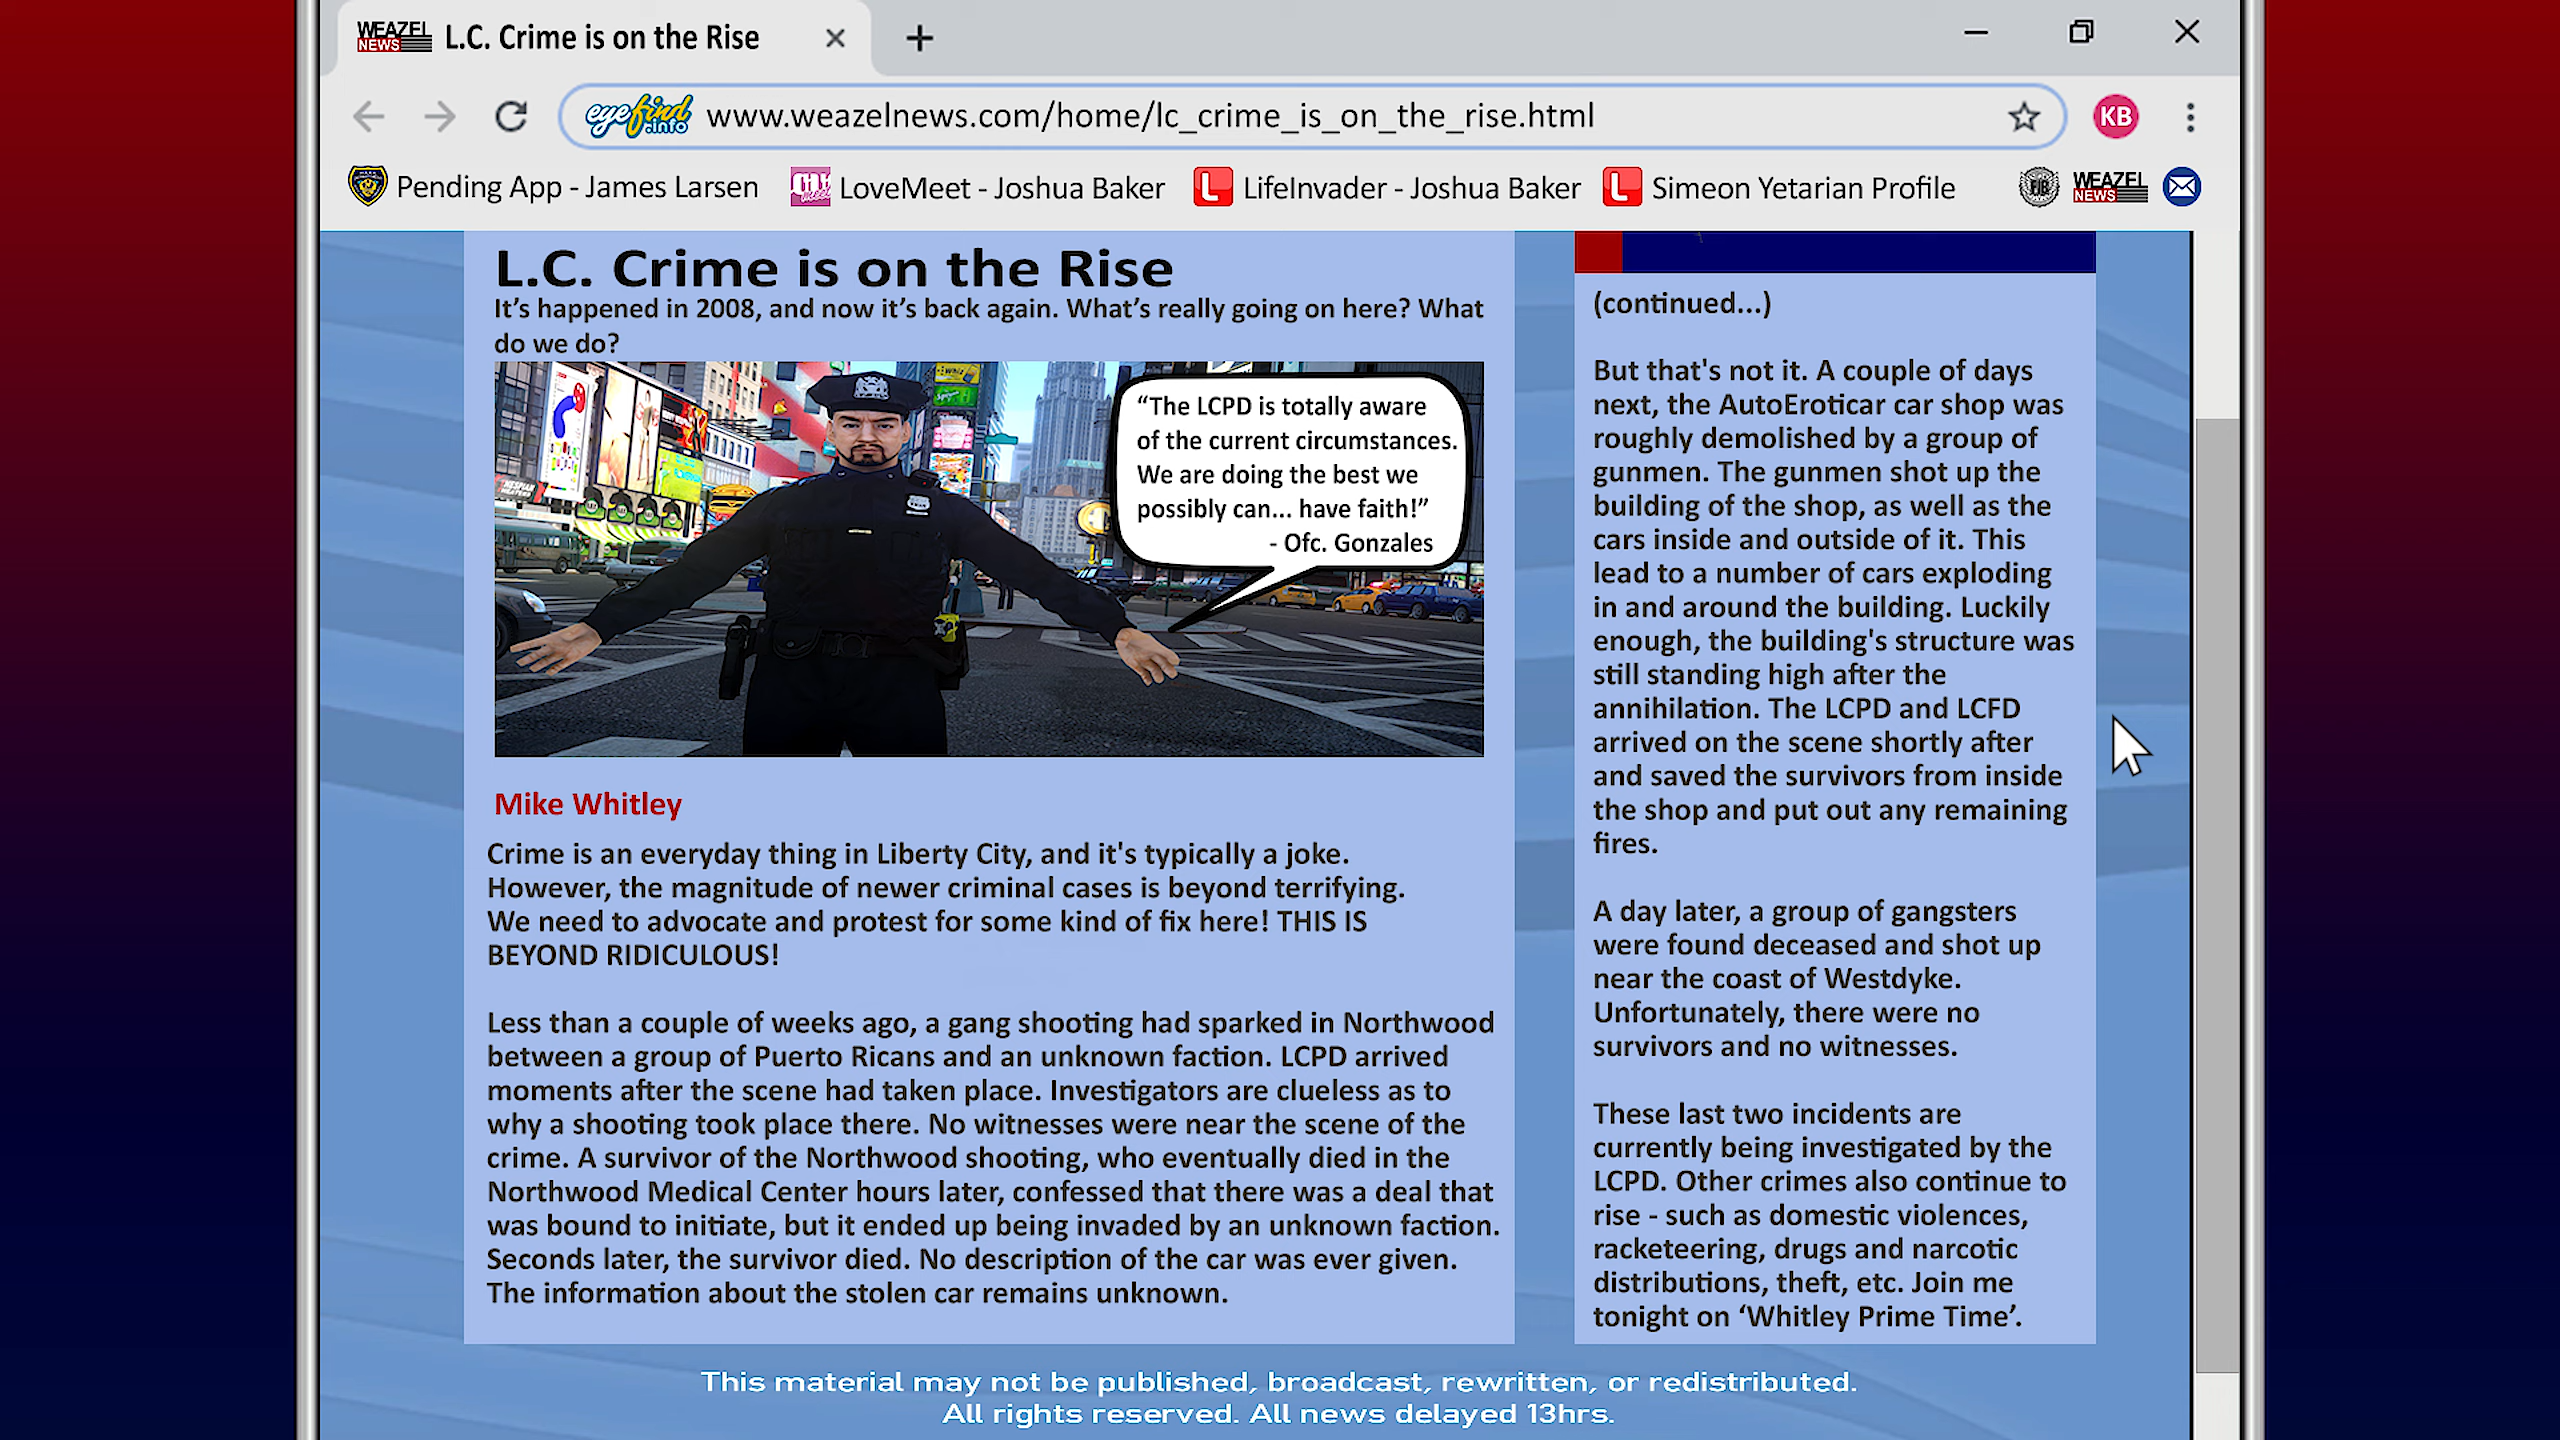 WEAZEL NEWS L.C. Crime is on the Rise
eyefind.info www.weazelnews.com/home/lc_crime_is_on_the_rise.html KB
Pending App - James Larsen LoveMeet - Joshua Baker LifeInvader - Joshua Baker Simeon Yetarian Profile FIB WEAZEL NEWS
L.C. Crime is on the Rise
It’s happened in 2008, and now it’s back again. What’s really going on here? What
do we do?
“The LCPD is totally aware
of the current circumstances.
We are doing the best we
possibly can... have faith!”
- Ofc. Gonzales
Mike Whitley
Crime is an everyday thing in Liberty City, and it's typically a joke.
However, the magnitude of newer criminal cases is beyond terrifying.
We need to advocate and protest for some kind of fix here! THIS IS
BEYOND RIDICULOUS!
Less than a couple of weeks ago, a gang shooting had sparked in Northwood
between a group of Puerto Ricans and an unknown faction. LCPD arrived
moments after the scene had taken place. Investigators are clueless as to
why a shooting took place there. No witnesses were near the scene of the
crime. A survivor of the Northwood shooting, who eventually died in the
Northwood Medical Center hours later, confessed that there was a deal that
was bound to initiate, but it ended up being invaded by an unknown faction.
Seconds later, the survivor died. No description of the car was ever given.
The information about the stolen car remains unknown.
(continued...)
But that's not it. A couple of days
next, the AutoEroticar car shop was
roughly demolished by a group of
gunmen. The gunmen shot up the
building of the shop, as well as the
cars inside and outside of it. This
lead to a number of cars exploding
in and around the building. Luckily
enough, the building's structure was
still standing high after the
annihilation. The LCPD and LCFD
arrived on the scene shortly after
and saved the survivors from inside
the shop and put out any remaining
fires.
A day later, a group of gangsters
were found deceased and shot up
near the coast of Westdyke.
Unfortunately, there were no
survivors and no witnesses.
These last two incidents are
currently being investigated by the
LCPD. Other crimes also continue to
rise - such as domestic violences,
racketeering, drugs and narcotic
distributions, theft, etc. Join me
tonight on ‘Whitley Prime Time’.
This material may not be published, broadcast, rewritten, or redistributed.
All rights reserved. All news delayed 13hrs.